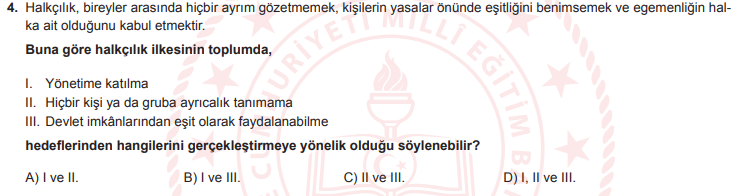 4. Halkçılık, bireyler arasında hiçbir ayrım gözetmemek, kişilerin yasalar önünde eşitliğini benimsemek ve egemenliğin hal-
ka ait olduğunu kabul etmektir.
Buna göre halkçılık ilkesinin toplumda,
I. Yönetime katılma
II. Hiçbir kişi ya da gruba ayrıcalık tanımama
III. Devlet imkânlarından eşit olarak faydalanabilme
hedeflerinden hangilerini gerçekleştirmeye yönelik olduğu söylenebilir?
A) I ve II. B) I ve III. C) II ve III. D) I, II ve III.